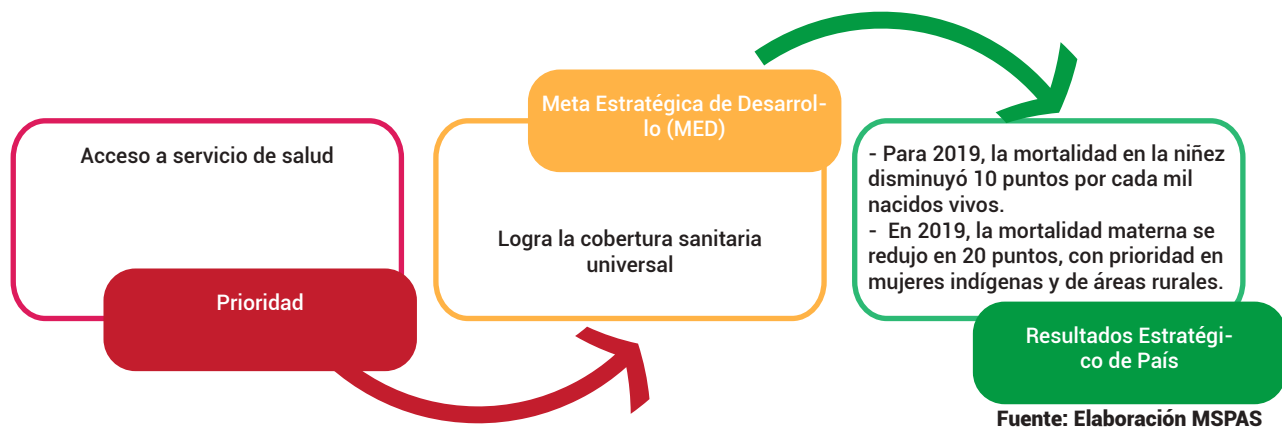 Acceso a servicio de salud
Prioridad
Meta Estratégica de Desarrol-
lo (MED)
Logra la cobertura sanitaria
universal
- Para 2019, la mortalidad en la niñez
disminuyó 10 puntos por cada mil
nacidos vivos.
-  En 2019, la mortalidad materna se
redujo en 20 puntos, con prioridad en
mujeres indígenas y de áreas rurales.
Resultados Estratégi-
co de País
Fuente: Elaboración MSPAS